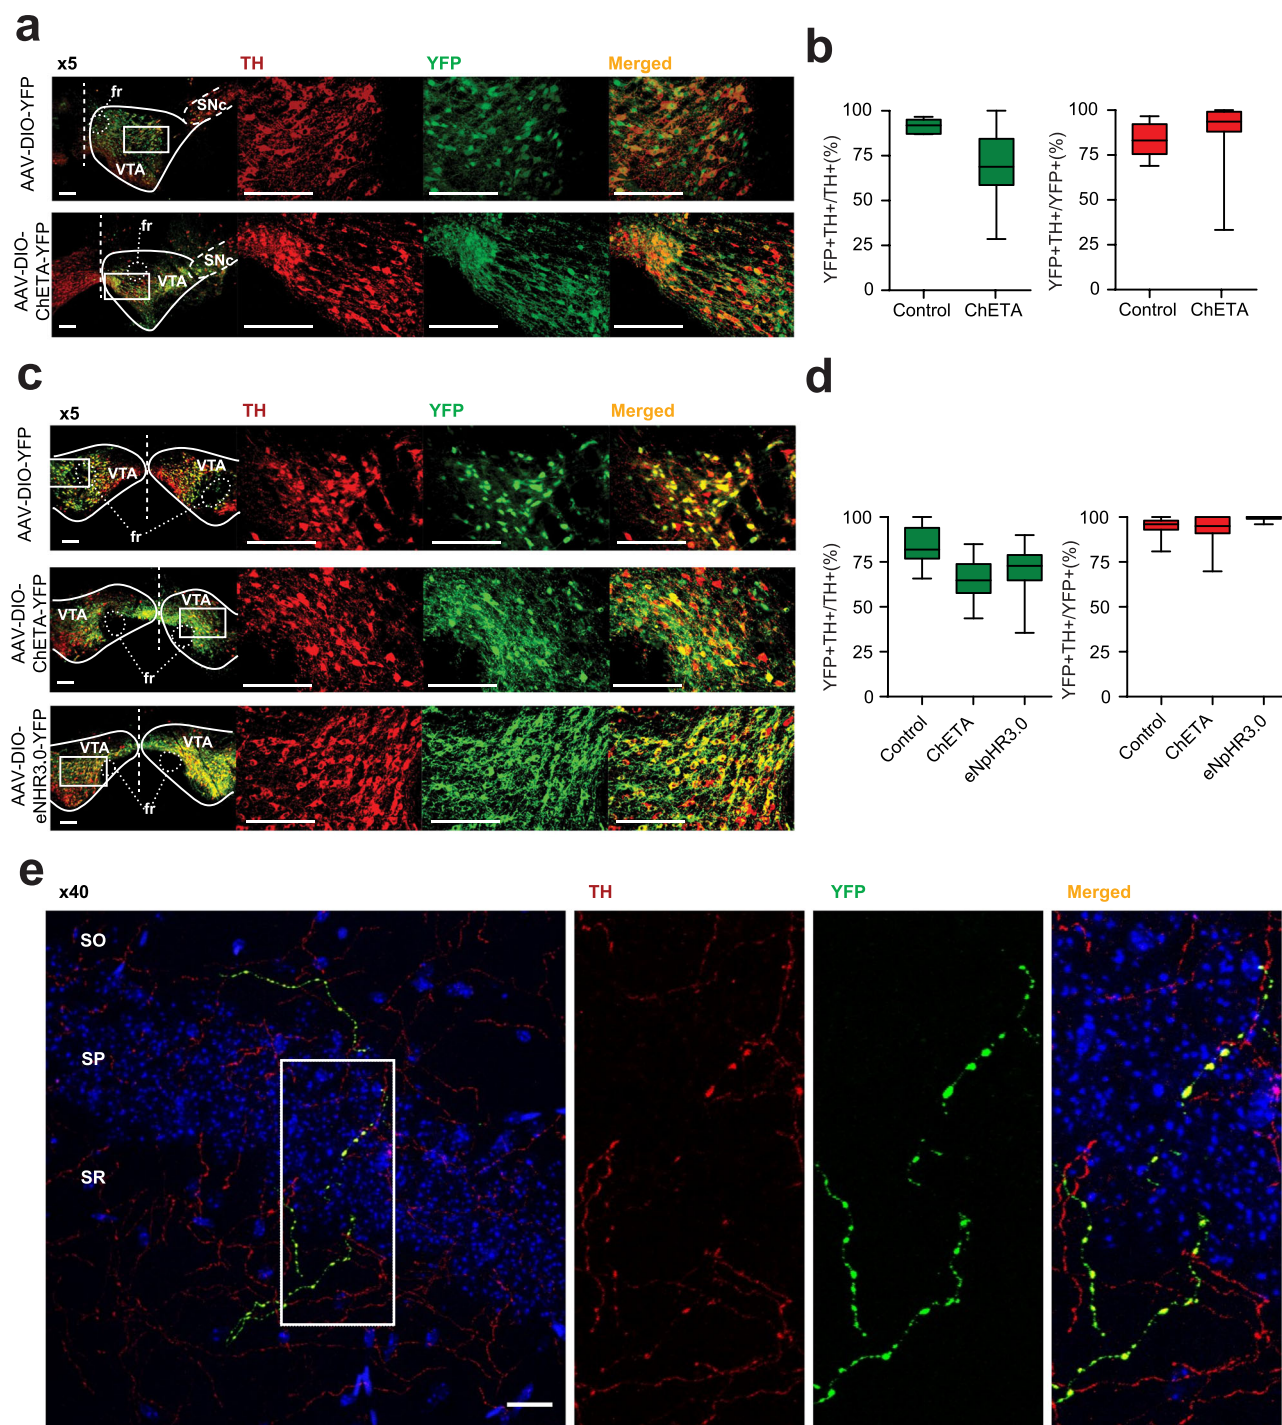 a
x5
TH
YFP
Merged
AAV-DIO-YFP
fr
SNc
VTA
AAV-DIO-
ChETA-YFP
fr
SNc
VTA
b
YFP+TH+/TH+(%)
100
75
50
25
0
Control
ChETA
YFP+TH+/YFP+(%)
100
75
50
25
0
Control
ChETA
c
x5
TH
YFP
Merged
AAV-DIO-YFP
VTA
VTA
fr
AAV-DIO-
ChETA-YFP
VTA
VTA
fr
AAV-DIO-
eNHR3.0-YFP
VTA
VTA
fr
d
YFP+TH+/TH+(%)
100
75
50
25
0
Control
ChETA
eNpHR3.0
YFP+TH+/YFP+(%)
100
75
50
25
0
Control
ChETA
eNpHR3.0
e
x40
TH
YFP
Merged
SO
SP
SR